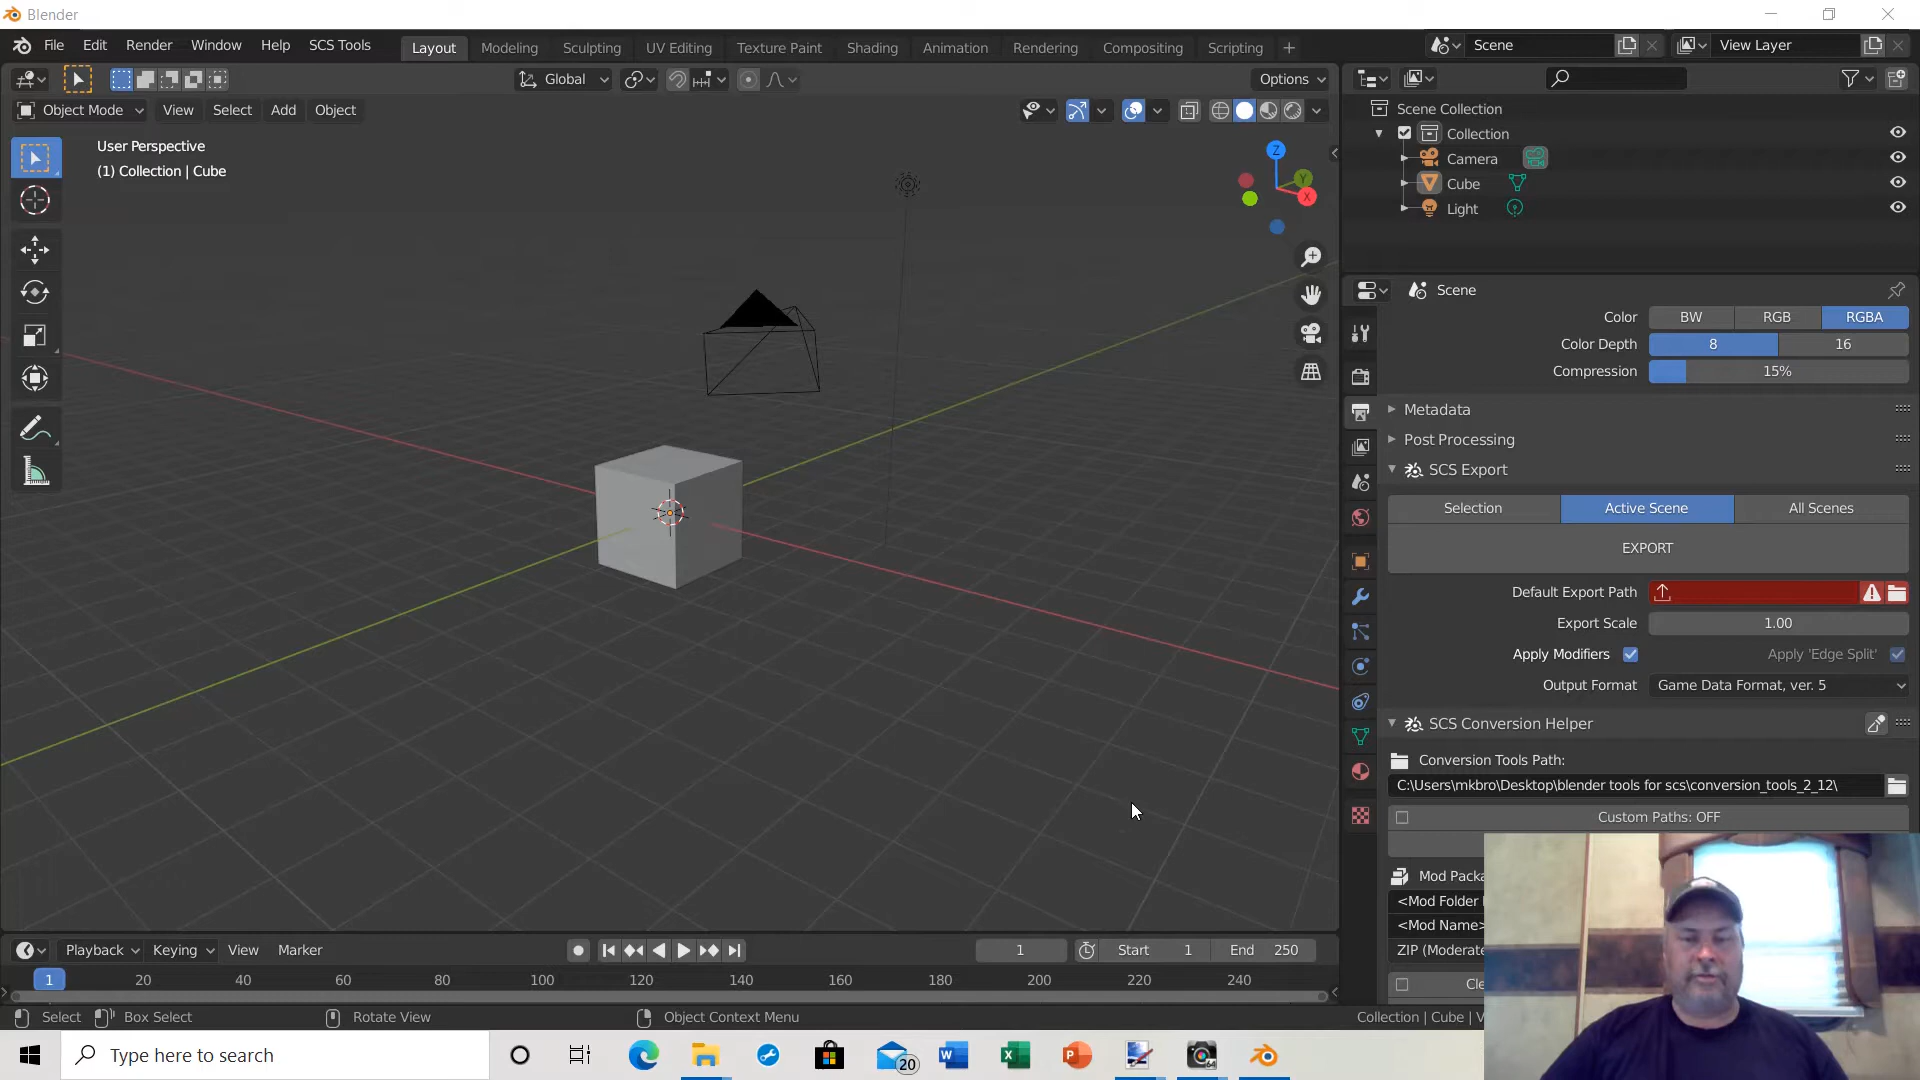 Blender
File Edit Render Window Help SCS Tools Layout Modeling Sculpting UV Editing Texture Paint Shading Animation Rendering Compositing Scripting + Scene View Layer
Global Options
Object Mode View Select Add Object
User Perspective
(1) Collection | Cube
Z
Y
X
Scene Collection
Collection
Camera
Cube
Light
Scene
Color BW RGB RGBA
Color Depth 8 16
Compression 15%
Metadata
Post Processing
SCS Export
Selection Active Scene All Scenes
EXPORT
Default Export Path
Export Scale 1.00
Apply Modifiers Apply 'Edge Split'
Output Format Game Data Format, ver. 5
SCS Conversion Helper
Conversion Tools Path:
C:\Users\mkbro\Desktop\blender tools for scs\conversion_tools_2_12\
Custom Paths: OFF
Mod Packa
<Mod Folder
<Mod Name>
ZIP (Moderate
Cle
Playback Keying View Marker 1 Start 1 End 250
1 20 40 60 80 100 120 140 160 180 200 220 240
Select Box Select Rotate View Object Context Menu Collection | Cube | V
Type here to search 20